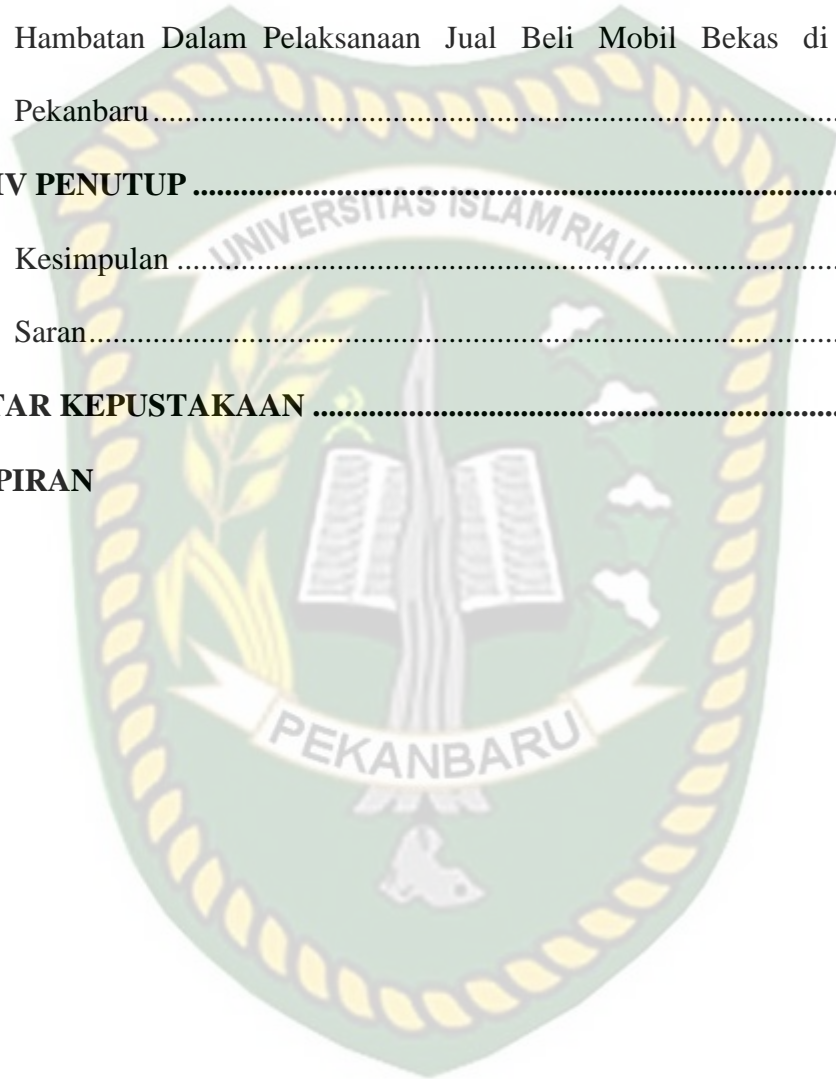 Hambatan Dalam Pelaksanaan Jual Beli Mobil Bekas di
Pekanbaru..........................................................................................
IV PENUTUP ....................................................................................
Kesimpulan ......................................................................................
Saran.................................................................................................
TAR KEPUSTAKAAN ..................................................................
PIRAN
UNIVERSITAS ISLAM RIAU
PEKANBARU